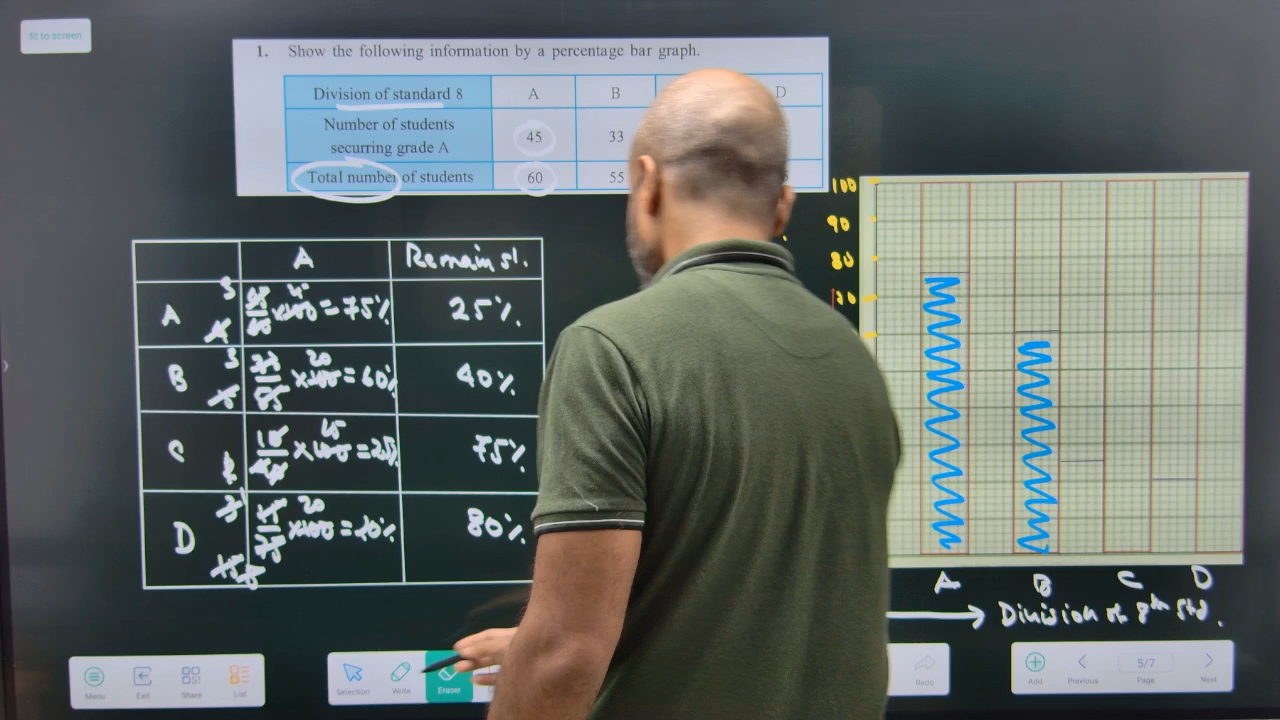 fit to screen
1. Show the following information by a percentage bar graph.
Division of standard 8 A B D
Number of students securring grade A 45 33
Total number of students 60 55
100
90
80
A Remain st.
A = 75% 25%.
B = 60% 40%.
C = 25% 75%.
D = 20% 80%.
A B C D
Division of 8th std.
Menu Exit Share List
Selection Write Eraser
Redo
Add Previous 5/7 Page Next